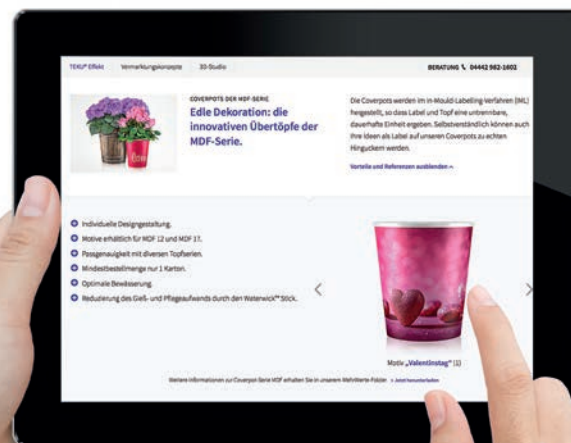 TEKU® Effekt Vermarktungskonzepte 3D-Studio
BERATUNG 04442 982-1602
COVERPOTS DER MDF-SERIE
Edle Dekoration: die
innovativen Übertöpfe der
MDF-Serie.
Die Coverpots werden im In-Mould-Labelling-Verfahren (IML)
hergestellt, so dass Label und Topf eine untrennbare,
dauerhafte Einheit ergeben. Selbstverständlich können auch
Ihre Ideen als Label auf unseren Coverpots zu echten
Hinguckern werden.
Vorteile und Referenzen ausblenden
Individuelle Designgestaltung.
Motive erhältlich für MDF 12 und MDF 17.
Passgenauigkeit mit diversen Topfserien.
Mindestbestellmenge nur 1 Karton.
Optimale Bewässerung.
Reduzierung des Gieß- und Pflegeaufwands durch den Waterwick™ Stick.
Motiv „Valentinstag" (1)
Weitere Informationen zur Coverpot-Serie MDF erhalten Sie in unserem MehrWerte-Folder. » Jetzt herunterladen